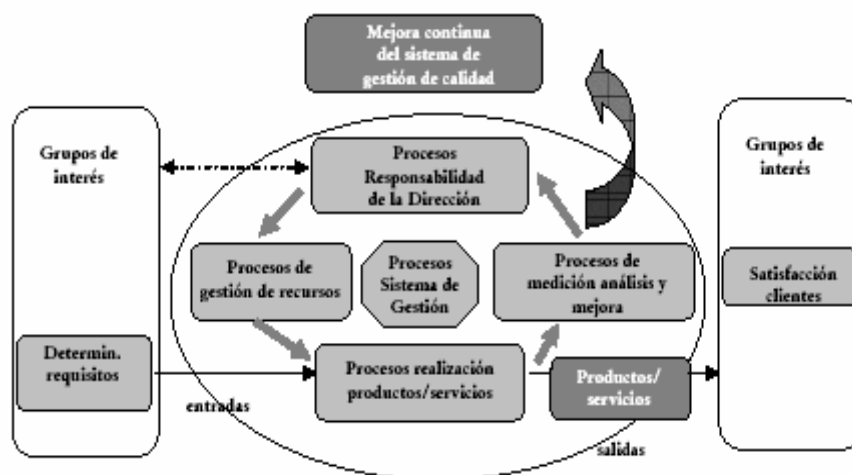 Mejora continua
del sistema de
gestión de calidad
Grupos de
interés
Procesos
Responsabilidad
de la Dirección
Grupos de
interés
Procesos de
gestión de recursos
Procesos
Sistema de
Gestión
Procesos de
medición análisis y
mejora
Satisfacción
clientes
Determin.
requisitos
entradas
Procesos realización
productos/servicios
Productos/
servicios
salidas